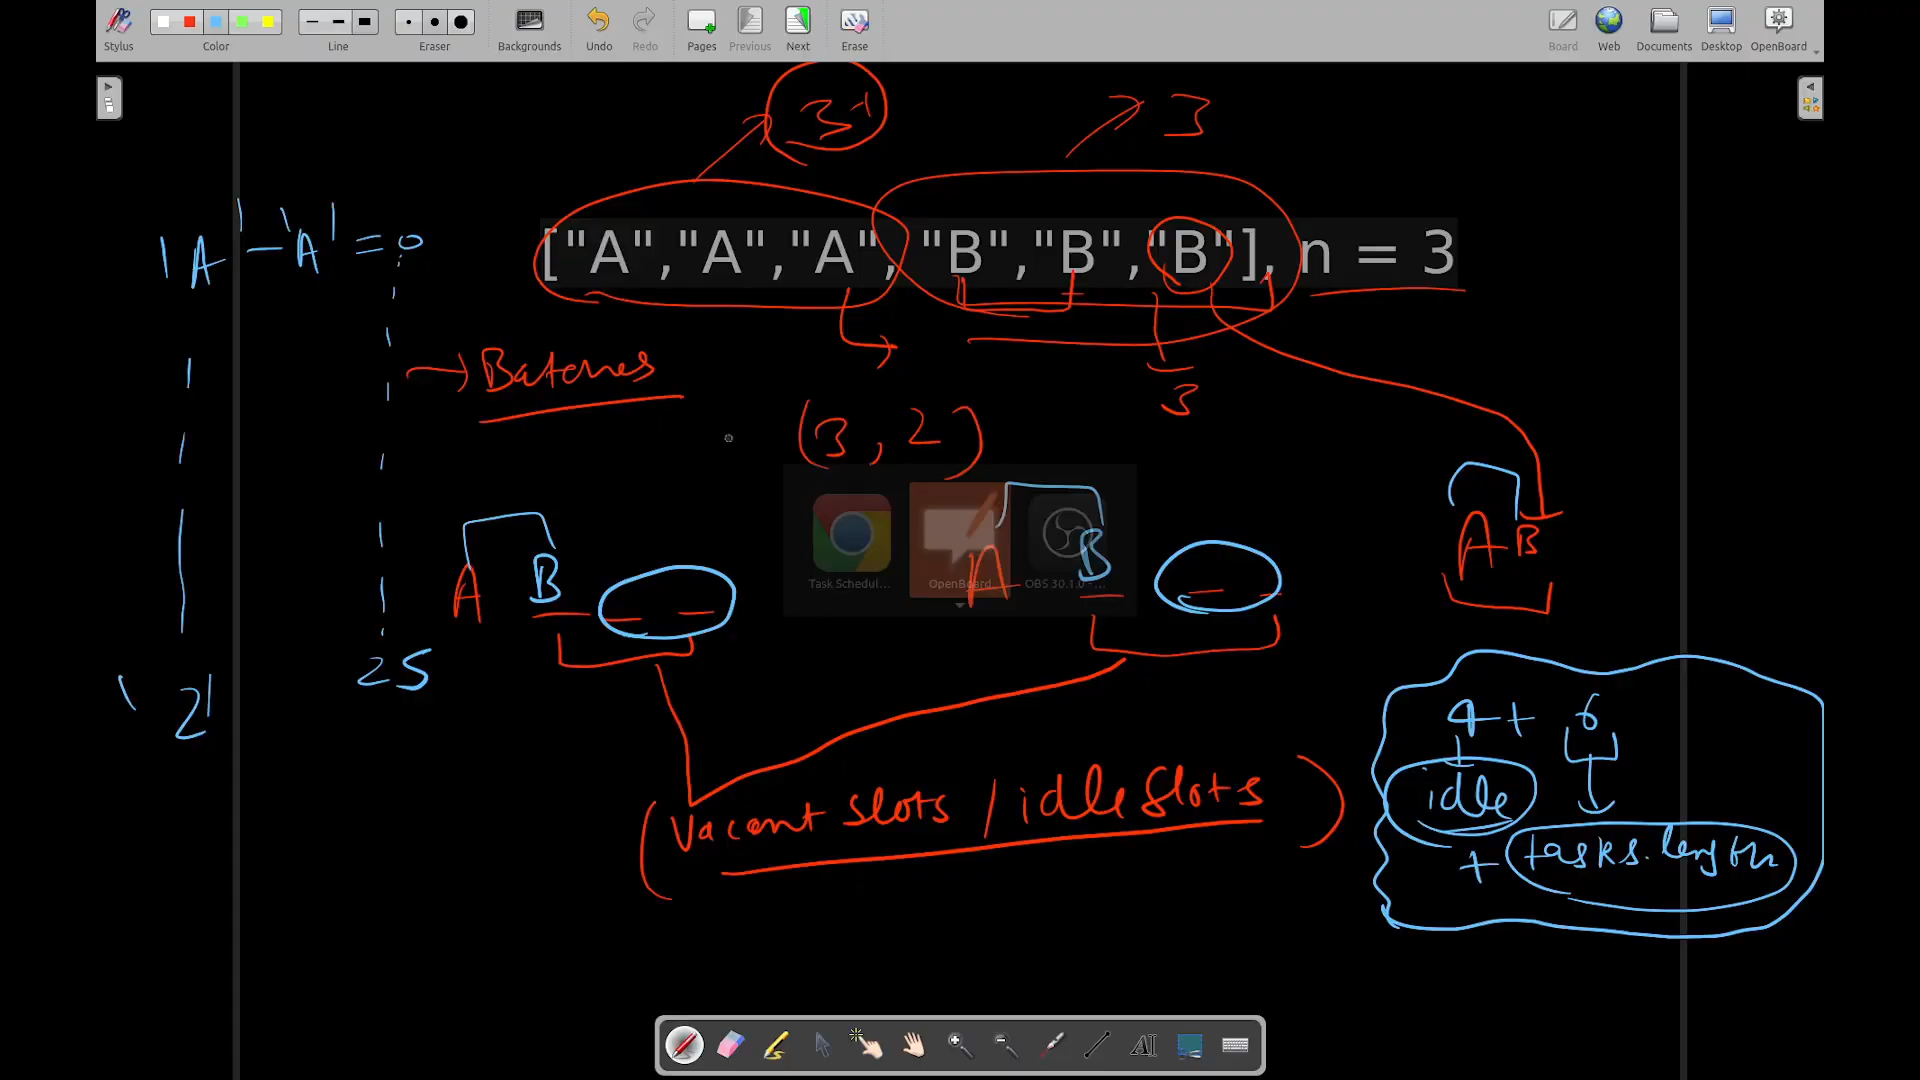 Stylus Color Line Eraser Backgrounds Undo Redo Pages Previous Next Erase Board Web Documents Desktop OpenBoard
3 3
'A' - 'A' = 0
["A","A","A", "B","B","B"], n = 3
→ Batches
3
(3, 2)
A B
A B A B
Task Schedul... OpenBoard OBS 30.1.0 -...
'Z' 25
4 + 6
idle
+ tasks.length
(Vacant slots / idle slots)